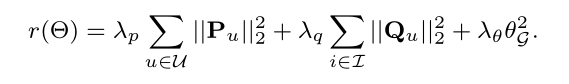 r(Θ) = λ_p ∑_{u∈𝒰} ||𝐏_u||_2^2 + λ_q ∑_{i∈ℐ} ||𝐐_u||_2^2 + λ_θ θ_𝒢^2.